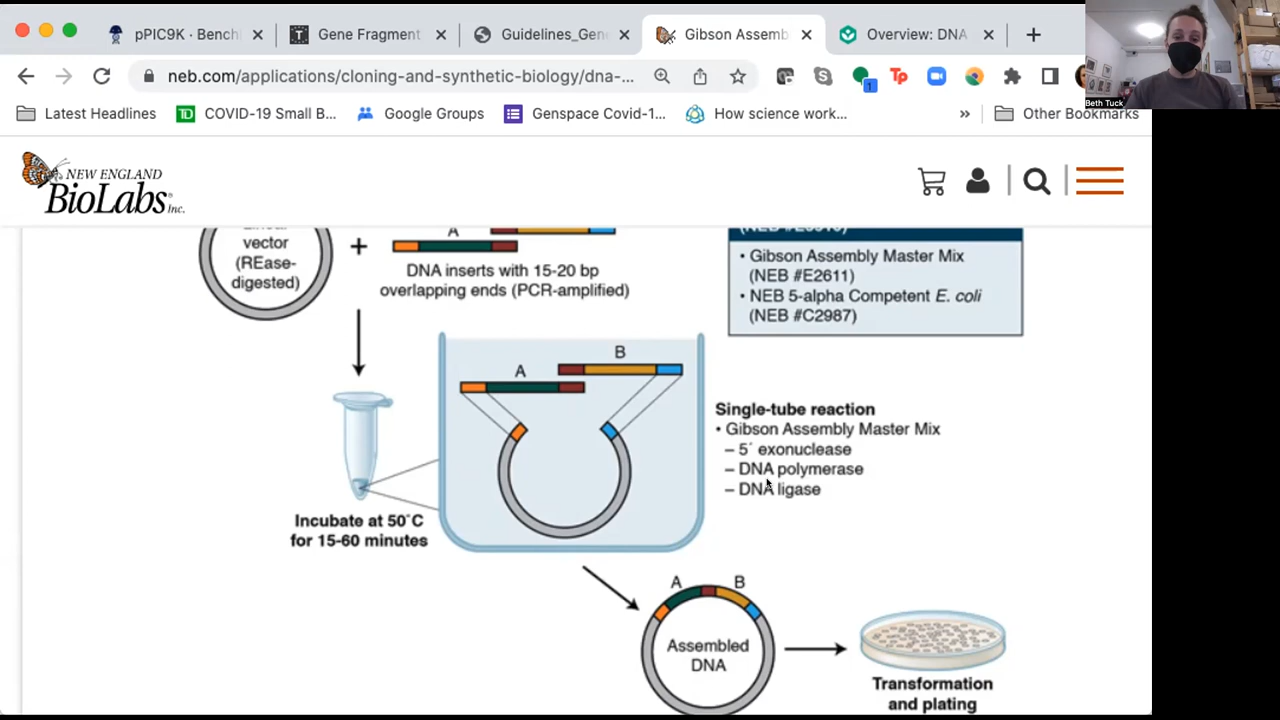 pPIC9K · Benchl
Gene Fragment
Guidelines_Gene
Gibson Assemb
Overview: DNA
neb.com/applications/cloning-and-synthetic-biology/dna-...
1
Latest Headlines
COVID-19 Small B...
Google Groups
Genspace Covid-1...
How science work...
»
Other Bookmarks
Beth Tuck
NEW ENGLAND
BioLabs Inc.
vector
(REase-
digested)
+
A
DNA inserts with 15-20 bp
overlapping ends (PCR-amplified)
• Gibson Assembly Master Mix
(NEB #E2611)
• NEB 5-alpha Competent E. coli
(NEB #C2987)
A
B
Incubate at 50˚C
for 15-60 minutes
Single-tube reaction
• Gibson Assembly Master Mix
– 5´ exonuclease
– DNA polymerase
– DNA ligase
A
B
Assembled
DNA
Transformation
and plating